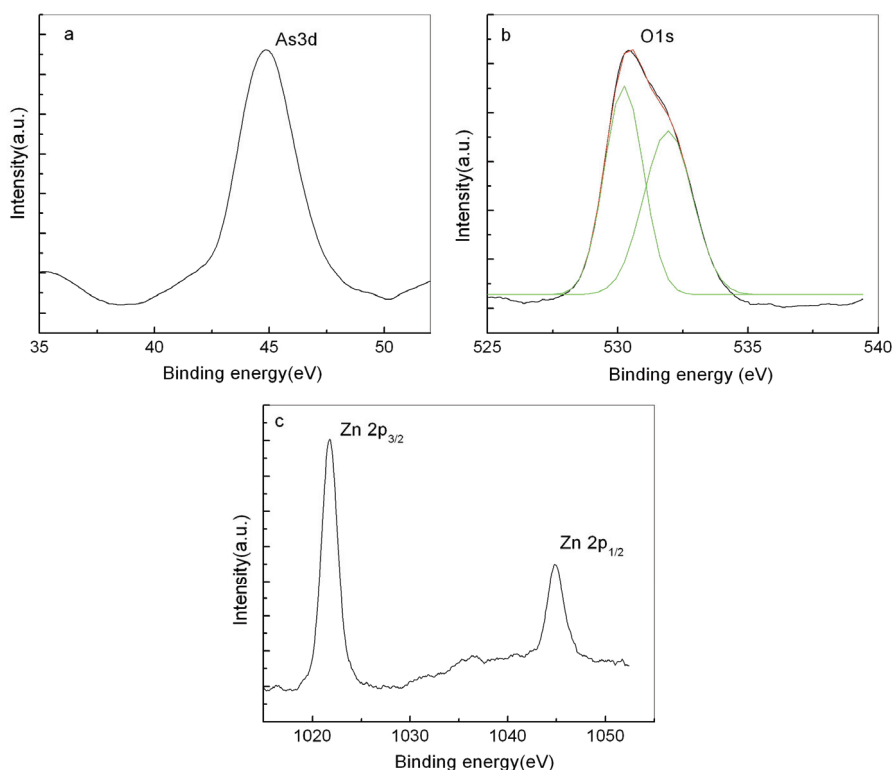 a
As3d
Intensity(a.u.)
35 40 45 50
Binding energy(eV)
b
O1s
Intensity(a.u.)
525 530 535 540
Binding energy (eV)
c
Zn 2p3/2
Zn 2p1/2
Intensity(a.u.)
1020 1030 1040 1050
Binding energy(eV)